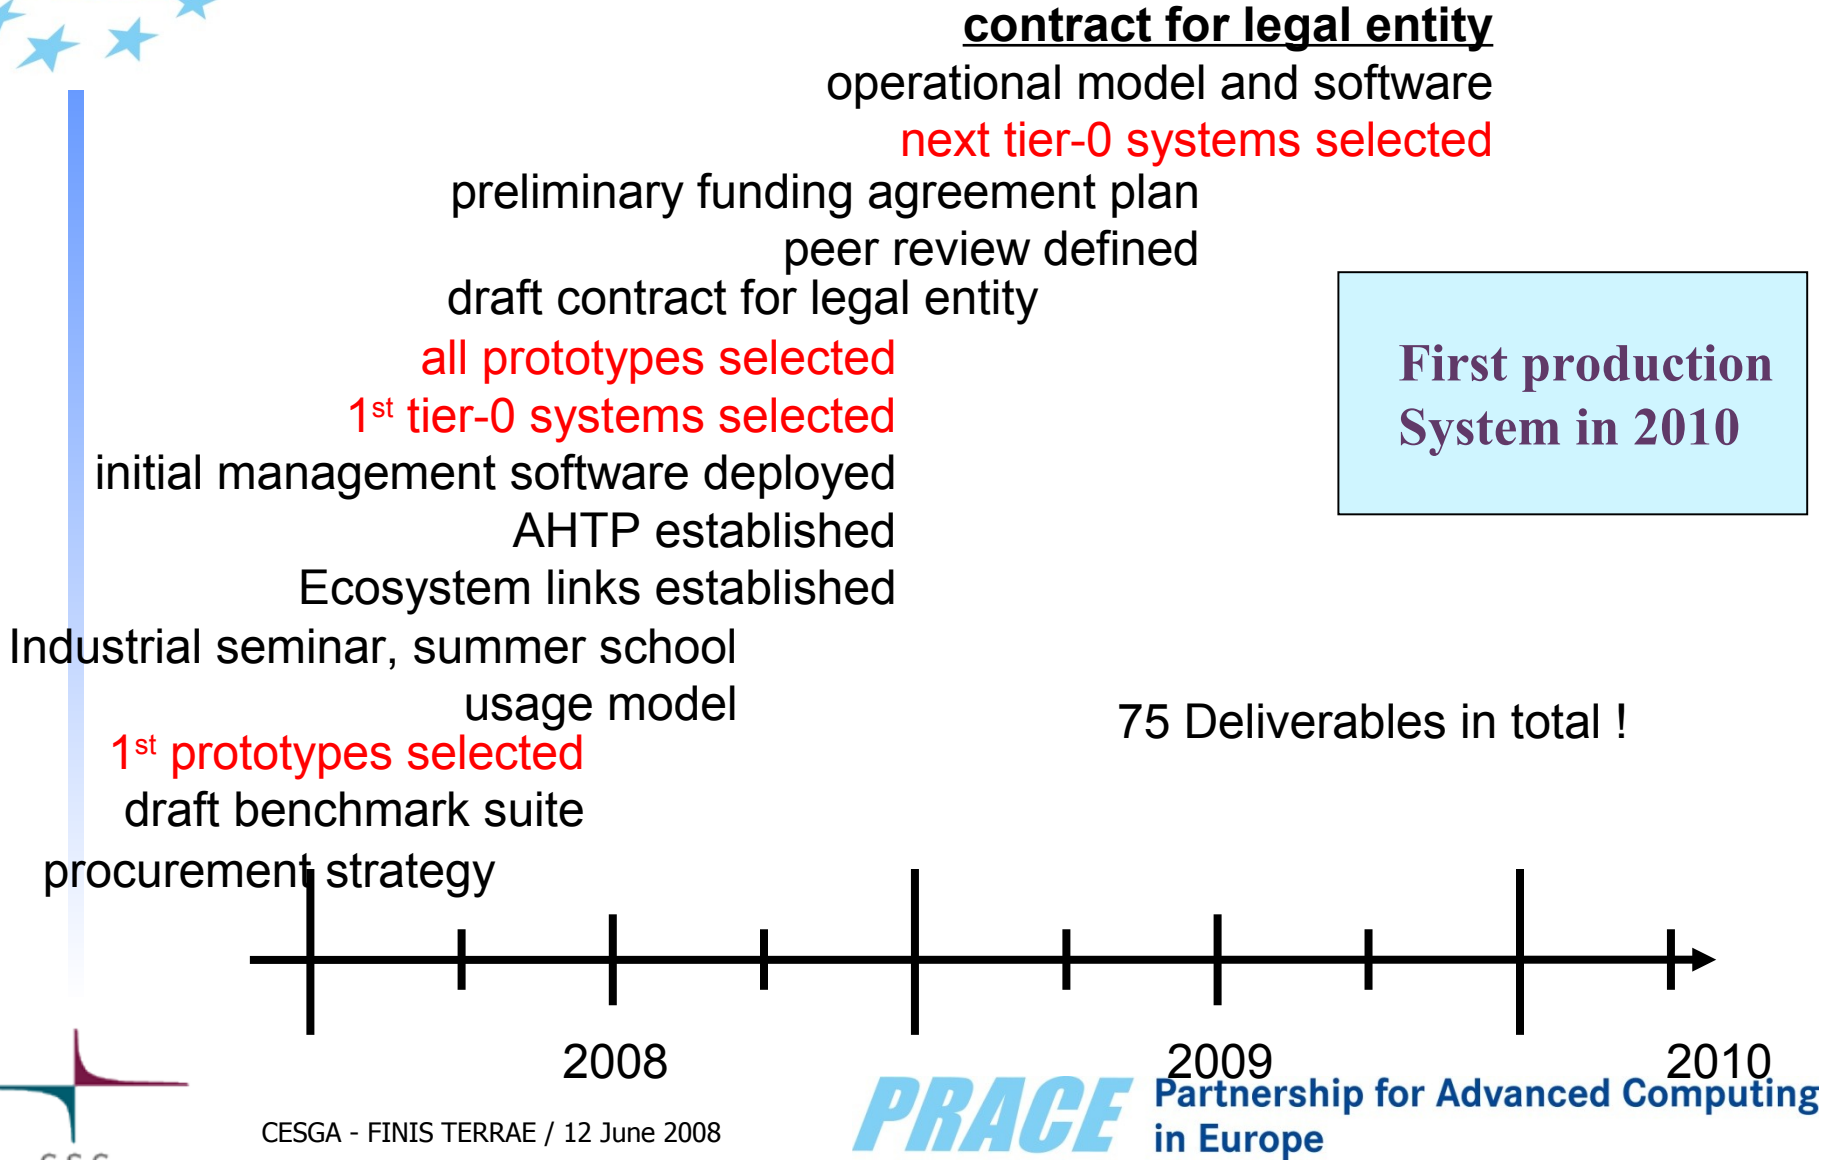 contract for legal entity
operational model and software
next tier-0 systems selected
preliminary funding agreement plan
peer review defined
draft contract for legal entity
all prototypes selected
1st tier-0 systems selected
initial management software deployed
AHTP established
Ecosystem links established
Industrial seminar, summer school
usage model
1st prototypes selected
draft benchmark suite
procurement strategy
First production
System in 2010
75 Deliverables in total !
2008
2009
2010
CESGA - FINIS TERRAE / 12 June 2008
PRACE
Partnership for Advanced Computing
in Europe